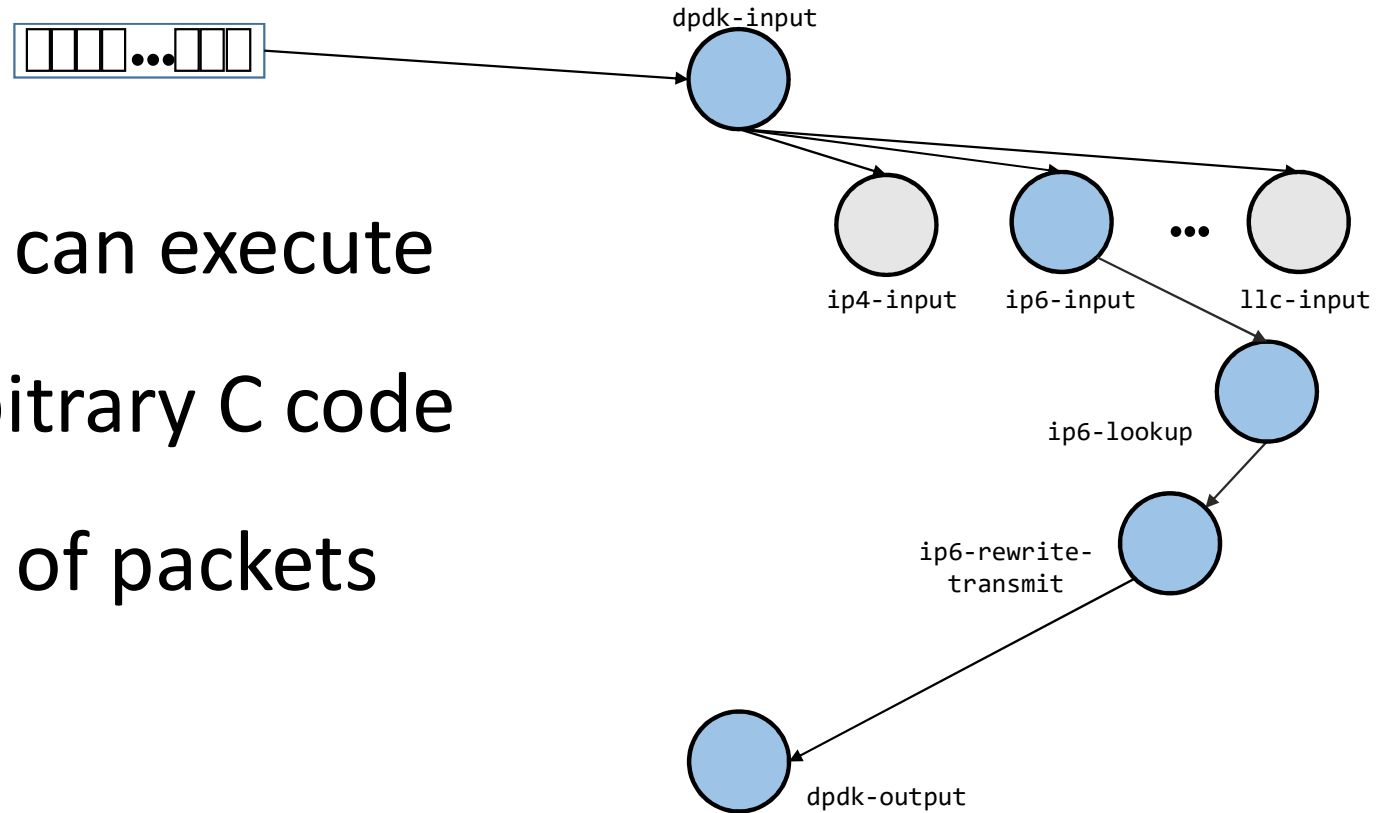 dpdk-input
can execute
bitrary C code
of packets
ip4-input
ip6-input
llc-input
ip6-lookup
ip6-rewrite-
transmit
dpdk-output